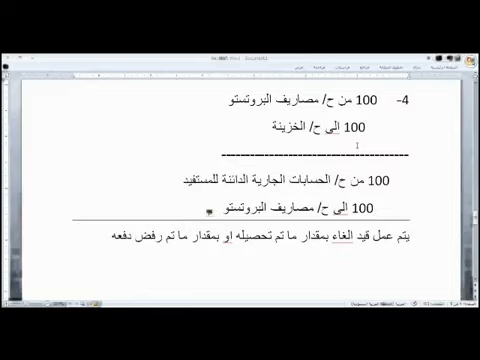 4- 100 من ح/ مصاريف البروتستو
100 الى ح/ الخزينة
--------------------------------------
100 من ح/ الحسابات الجارية الدائنة للمستفيد
100 الى ح/ مصاريف البروتستو
يتم عمل قيد الغاء بمقدار ما تم تحصيله او بمقدار ما تم رفض دفعه